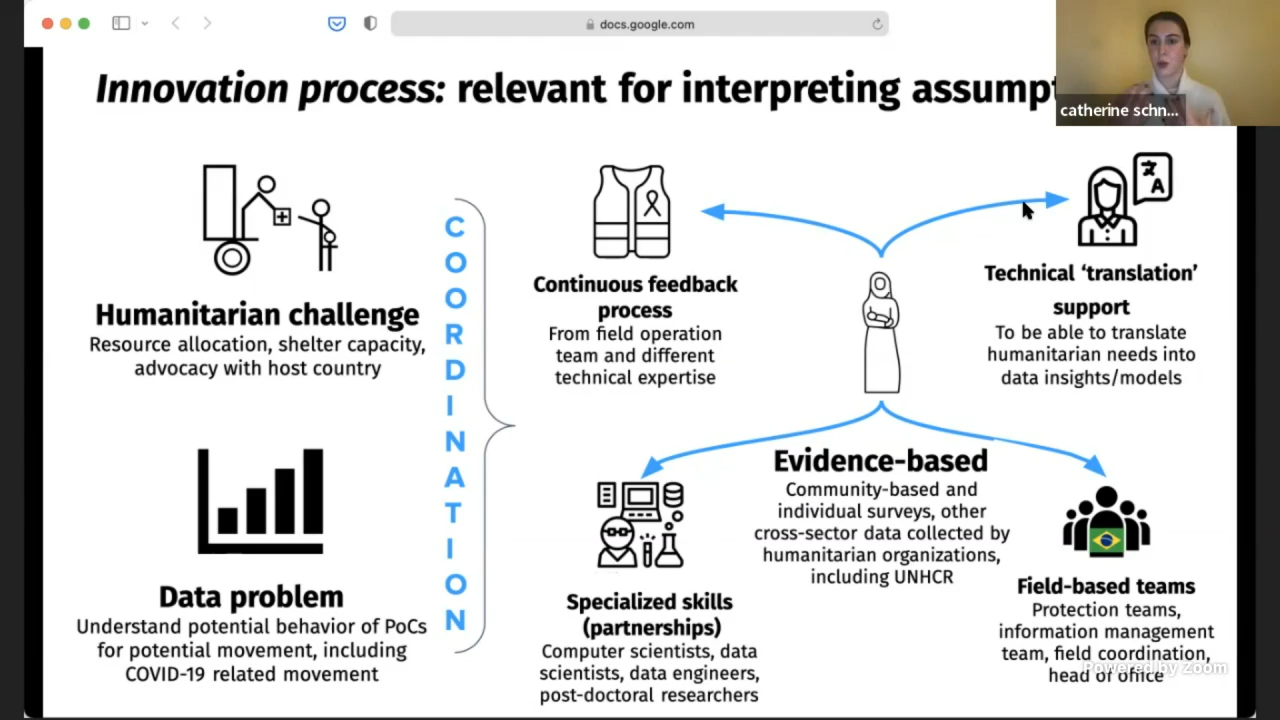 docs.google.com
Innovation process: relevant for interpreting
catherine schn...
Humanitarian challenge
Resource allocation, shelter capacity,
advocacy with host country
Data problem
Understand potential behavior of PoCs
for potential movement, including
COVID-19 related movement
COORDINATION
Continuous feedback
process
From field operation
team and different
technical expertise
文A
Technical ‘translation’
support
To be able to translate
humanitarian needs into
data insights/models
Evidence-based
Community-based and
individual surveys, other
cross-sector data collected by
humanitarian organizations,
including UNHCR
Specialized skills
(partnerships)
Computer scientists, data
scientists, data engineers,
post-doctoral researchers
Field-based teams
Protection teams,
information management
team, field coordination,
head of office
Powered by Zoom